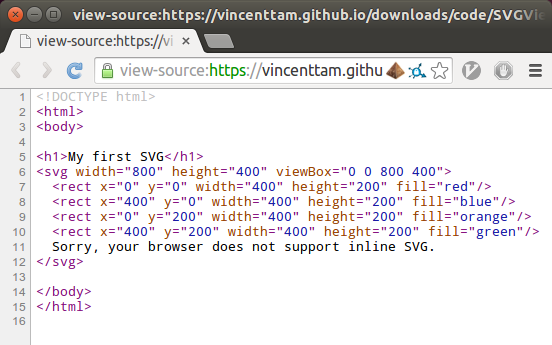 view-source:https://vincenttam.github.io/downloads/code/SVGVie
view-source:https://vi
view-source:https://vincenttam.githu
1 <!DOCTYPE html>
2 <html>
3 <body>
4
5 <h1>My first SVG</h1>
6 <svg width="800" height="400" viewBox="0 0 800 400">
7   <rect x="0" y="0" width="400" height="200" fill="red"/>
8   <rect x="400" y="0" width="400" height="200" fill="blue"/>
9   <rect x="0" y="200" width="400" height="200" fill="orange"/>
10   <rect x="400" y="200" width="400" height="200" fill="green"/>
11   Sorry, your browser does not support inline SVG.
12 </svg>
13
14 </body>
15 </html>
16